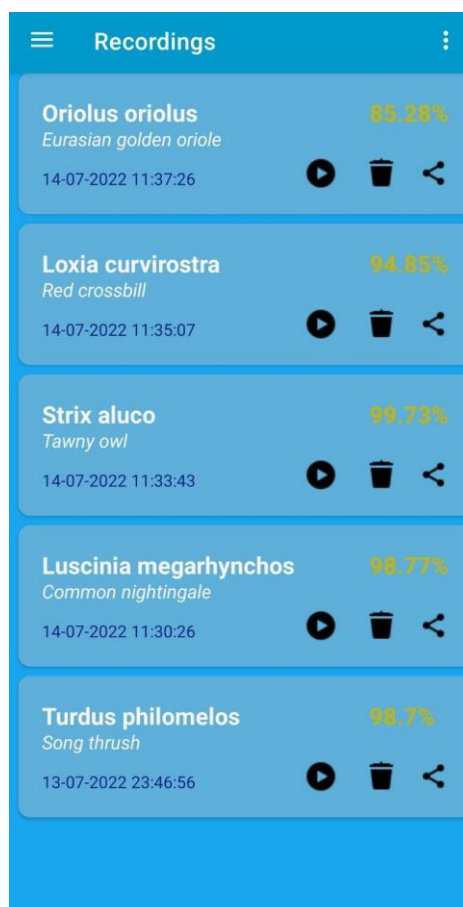 Recordings
Oriolus oriolus 85.28%
Eurasian golden oriole
14-07-2022 11:37:26
Loxia curvirostra 94.85%
Red crossbill
14-07-2022 11:35:07
Strix aluco 99.73%
Tawny owl
14-07-2022 11:33:43
Luscinia megarhynchos 98.77%
Common nightingale
14-07-2022 11:30:26
Turdus philomelos 98.7%
Song thrush
13-07-2022 23:46:56